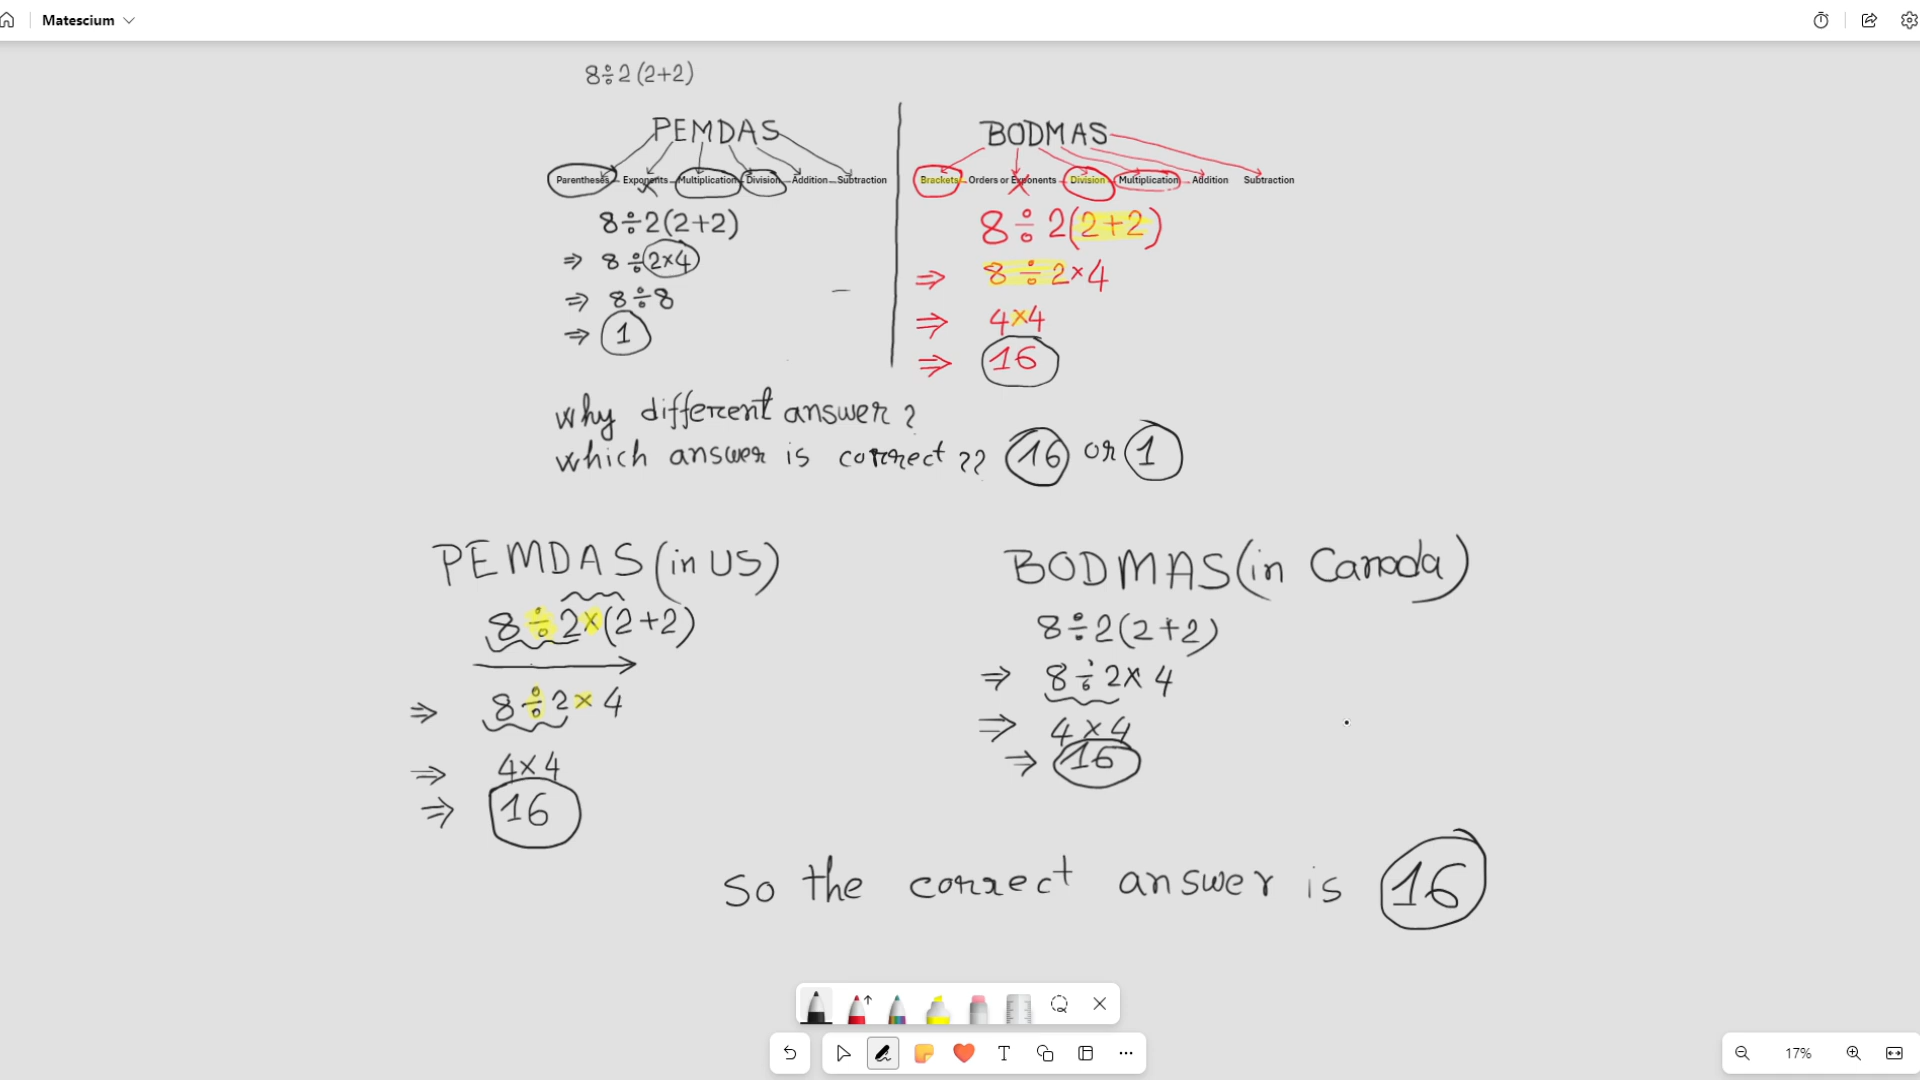 Matescium
8÷2(2+2)
PEMDAS
Parentheses Exponents Multiplication Division Addition Subtraction
8÷2(2+2)
⇒ 8÷2×4
⇒ 8÷8
⇒ 1
BODMAS
Brackets Orders or Exponents Division Multiplication Addition Subtraction
8÷2(2+2)
⇒ 8÷2×4
⇒ 4×4
⇒ 16
why different answer?
which answer is correct?? 16 or 1
PEMDAS (in US)
8÷2×(2+2)
⇒ 8÷2×4
⇒ 4×4
⇒ 16
BODMAS (in Canada)
8÷2(2+2)
⇒ 8÷2×4
⇒ 4×4
⇒ 16
So the correct answer is 16
17%